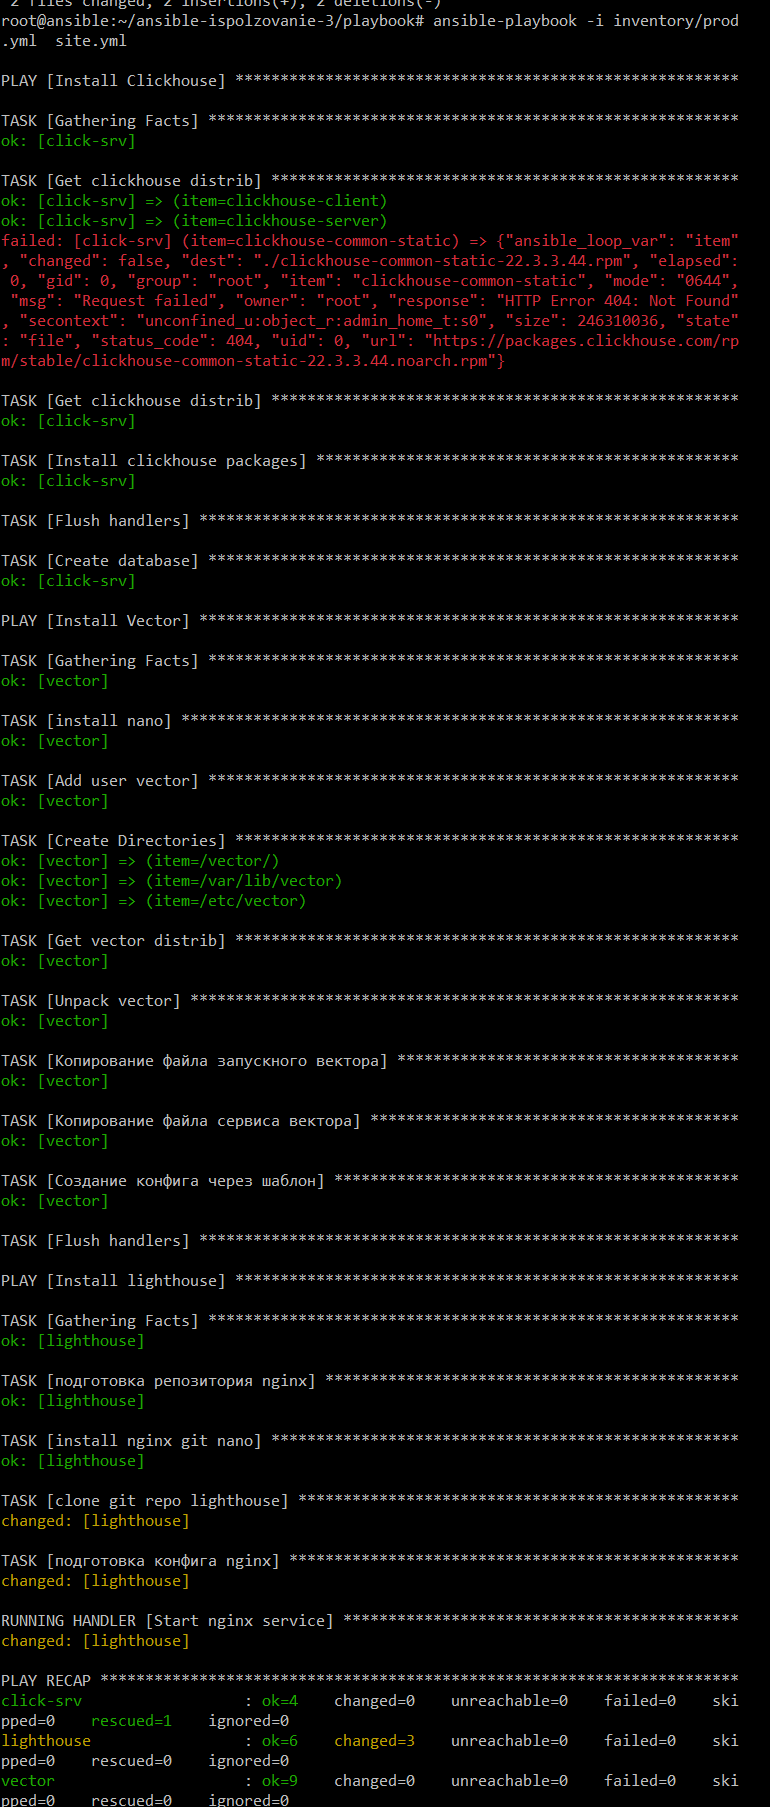 2 files changed, 2 insertions(+), 2 deletions(-)
root@ansible:~/ansible-ispolzovanie-3/playbook# ansible-playbook -i inventory/prod
.yml  site.yml
PLAY [Install Clickhouse] ********************************************************
TASK [Gathering Facts] ***********************************************************
ok: [click-srv]
TASK [Get clickhouse distrib] ****************************************************
ok: [click-srv] => (item=clickhouse-client)
ok: [click-srv] => (item=clickhouse-server)
failed: [click-srv] (item=clickhouse-common-static) => {"ansible_loop_var": "item"
, "changed": false, "dest": "./clickhouse-common-static-22.3.3.44.rpm", "elapsed":
 0, "gid": 0, "group": "root", "item": "clickhouse-common-static", "mode": "0644",
 "msg": "Request failed", "owner": "root", "response": "HTTP Error 404: Not Found"
, "secontext": "unconfined_u:object_r:admin_home_t:s0", "size": 246310036, "state"
: "file", "status_code": 404, "uid": 0, "url": "https://packages.clickhouse.com/rp
m/stable/clickhouse-common-static-22.3.3.44.noarch.rpm"}
TASK [Get clickhouse distrib] ****************************************************
ok: [click-srv]
TASK [Install clickhouse packages] ***********************************************
ok: [click-srv]
TASK [Flush handlers] ************************************************************
TASK [Create database] ***********************************************************
ok: [click-srv]
PLAY [Install Vector] ************************************************************
TASK [Gathering Facts] ***********************************************************
ok: [vector]
TASK [install nano] **************************************************************
ok: [vector]
TASK [Add user vector] ***********************************************************
ok: [vector]
TASK [Create Directories] ********************************************************
ok: [vector] => (item=/vector/)
ok: [vector] => (item=/var/lib/vector)
ok: [vector] => (item=/etc/vector)
TASK [Get vector distrib] ********************************************************
ok: [vector]
TASK [Unpack vector] *************************************************************
ok: [vector]
TASK [Копирование файла запускного вектора] **************************************
ok: [vector]
TASK [Копирование файла сервиса вектора] *****************************************
ok: [vector]
TASK [Создание конфига через шаблон] *********************************************
ok: [vector]
TASK [Flush handlers] ************************************************************
PLAY [Install lighthouse] ********************************************************
TASK [Gathering Facts] ***********************************************************
ok: [lighthouse]
TASK [подготовка репозитория nginx] **********************************************
ok: [lighthouse]
TASK [install nginx git nano] ****************************************************
ok: [lighthouse]
TASK [clone git repo lighthouse] *************************************************
changed: [lighthouse]
TASK [подготовка конфига nginx] **************************************************
changed: [lighthouse]
RUNNING HANDLER [Start nginx service] ********************************************
changed: [lighthouse]
PLAY RECAP ***********************************************************************
click-srv                  : ok=4    changed=0    unreachable=0    failed=0    ski
pped=0    rescued=1    ignored=0
lighthouse                 : ok=6    changed=3    unreachable=0    failed=0    ski
pped=0    rescued=0    ignored=0
vector                     : ok=9    changed=0    unreachable=0    failed=0    ski
pped=0    rescued=0    ignored=0